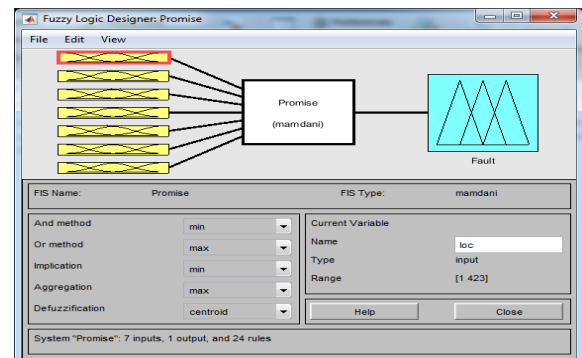 Fuzzy Logic Designer: Promise
File Edit View
Promise
(mamdani)
Fault
FIS Name: Promise FIS Type: mamdani
And method min
Or method max
Implication min
Aggregation max
Defuzzification centroid
Current Variable
Name loc
Type input
Range [1 423]
Help Close
System "Promise": 7 inputs, 1 output, and 24 rules